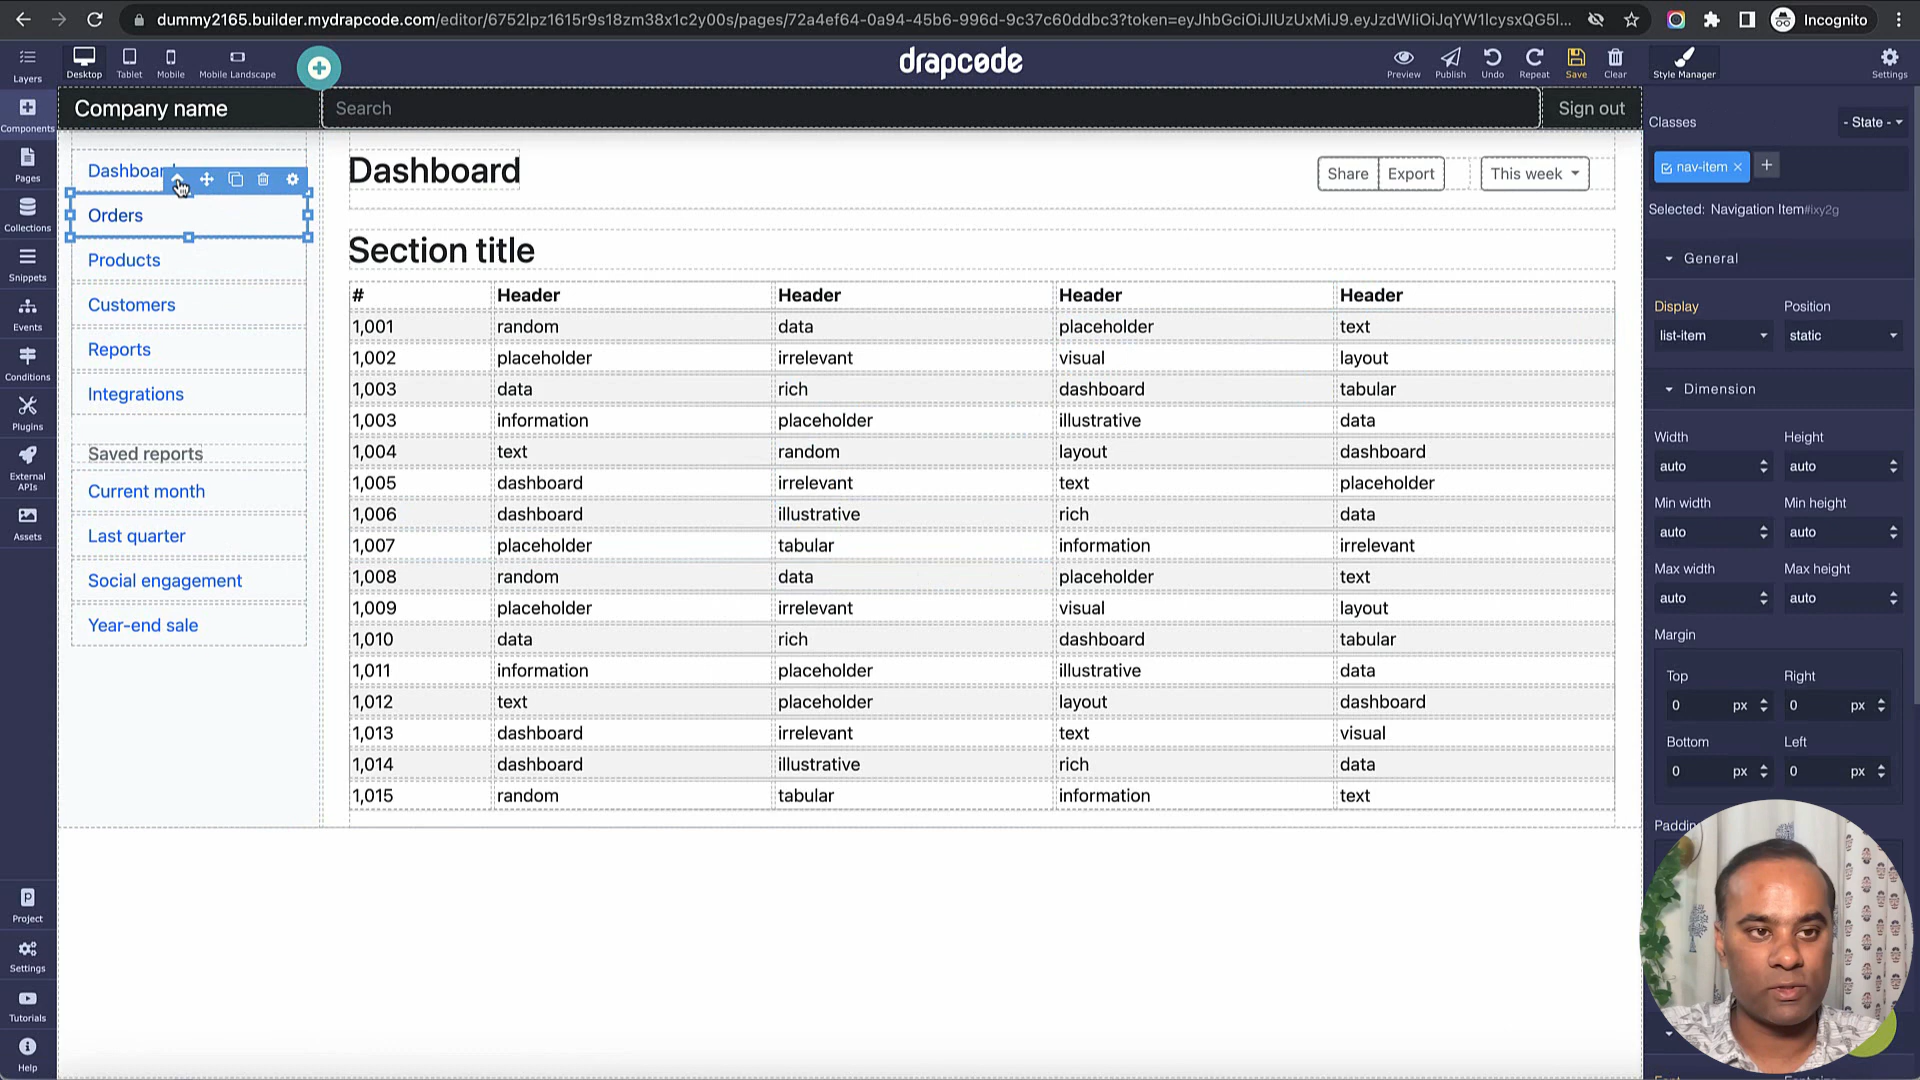 dummy2165.builder.mydrapcode.com/editor/6752lpz1615r9s18zm38x1c2y00s/pages/72a4ef64-0a94-45b6-996d-9c37c60ddbc3?token=eyJhbGciOiJIUzUxMiJ9.eyJzdWIiOiJqYW1lcysxQG5l...
Incognito
Layers
Desktop
Tablet
Mobile
Mobile Landscape
drapcode
Preview
Publish
Undo
Repeat
Save
Clear
Style Manager
Settings
Components
Pages
Collections
Snippets
Events
Conditions
Plugins
External
APIs
Assets
Project
Settings
Tutorials
Help
Company name
Search
Sign out
Orders
Products
Customers
Reports
Integrations
Saved reports
Current month
Last quarter
Social engagement
Year-end sale
Dashboard
Share
Export
This week
Section title
# Header Header Header Header
1,001 random data placeholder text
1,002 placeholder irrelevant visual layout
1,003 data rich dashboard tabular
1,003 information placeholder illustrative data
1,004 text random layout dashboard
1,005 dashboard irrelevant text placeholder
1,006 dashboard illustrative rich data
1,007 placeholder tabular information irrelevant
1,008 random data placeholder text
1,009 placeholder irrelevant visual layout
1,010 data rich dashboard tabular
1,011 information placeholder illustrative data
1,012 text placeholder layout dashboard
1,013 dashboard irrelevant text visual
1,014 dashboard illustrative rich data
1,015 random tabular information text
Classes
- State -
nav-item
Selected: Navigation Item#ixy2g
General
Display
Position
list-item
static
Dimension
Width
Height
auto
auto
Min width
Min height
auto
auto
Max width
Max height
auto
auto
Margin
Top
Right
0 px
0 px
Bottom
Left
0 px
0 px